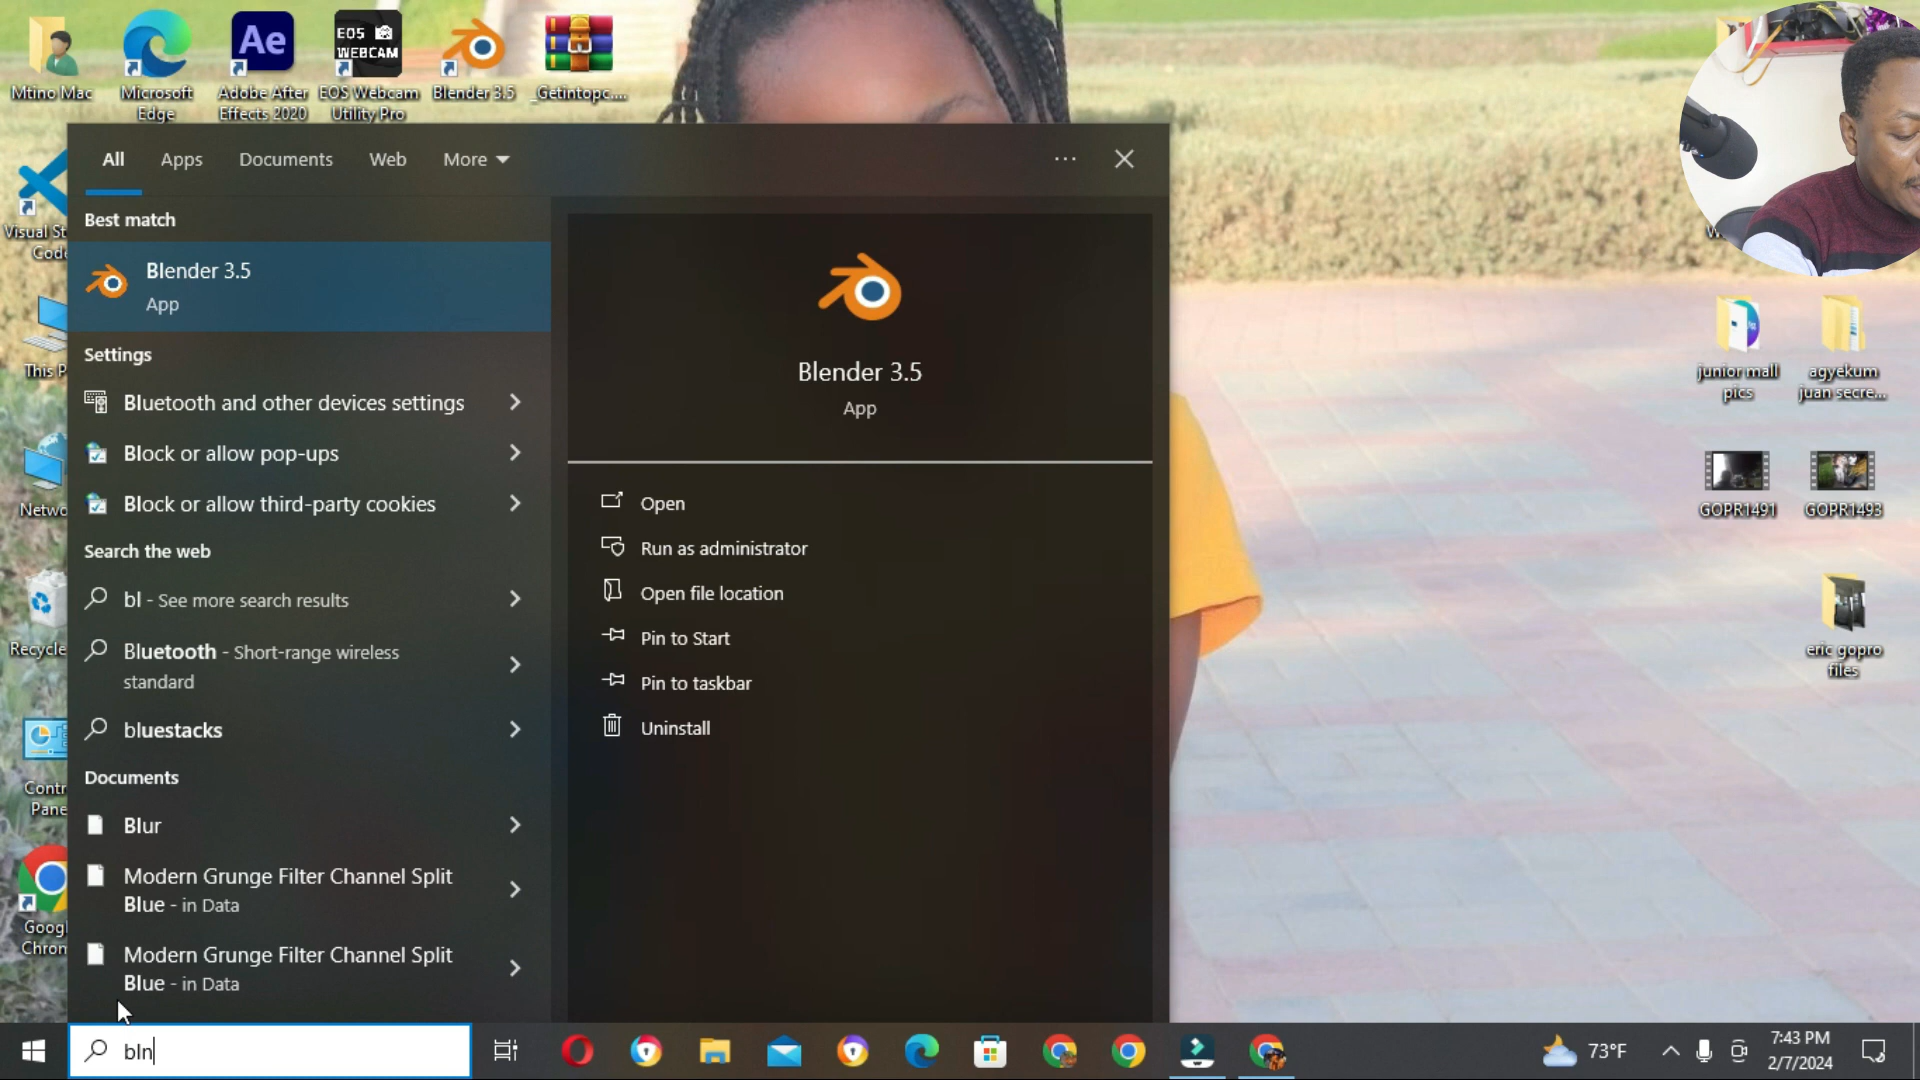 Mtino Mac
Microsoft
Edge
Ae
Adobe After
Effects 2020
EOS
WEBCAM
EOS Webcam
Utility Pro
Blender 3.5
_Getintopc....
All
Apps
Documents
Web
More
Best match
Blender 3.5
App
Settings
Bluetooth and other devices settings
Block or allow pop-ups
Block or allow third-party cookies
Search the web
bl - See more search results
Bluetooth - Short-range wireless
standard
bluestacks
Documents
Blur
Modern Grunge Filter Channel Split
Blue - in Data
Modern Grunge Filter Channel Split
Blue - in Data
Blender 3.5
App
Open
Run as administrator
Open file location
Pin to Start
Pin to taskbar
Uninstall
Visual St
Code
This P
Netwo
Recycle
Contr
Pane
Googl
Chrom
junior mall
pics
agyekum
juan secre...
GOPR1491
GOPR1493
eric gopro
files
bln
73°F
7:43 PM
2/7/2024